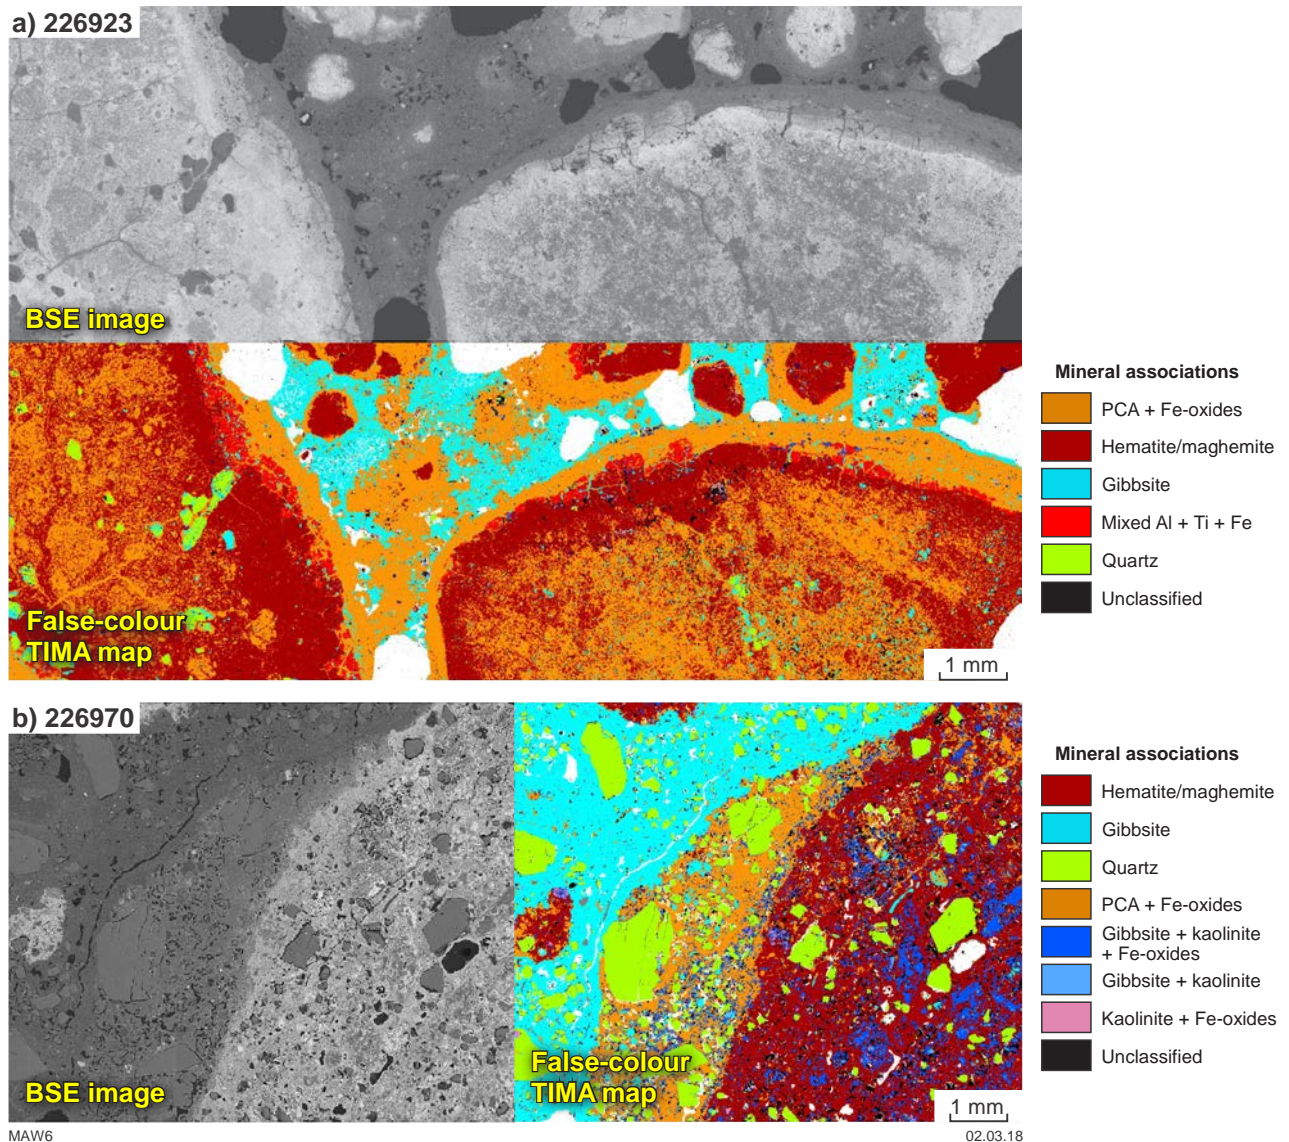 a) 226923
BSE image
False-colour
TIMA map
1 mm
Mineral associations
PCA + Fe-oxides
Hematite/maghemite
Gibbsite
Mixed Al + Ti + Fe
Quartz
Unclassified
b) 226970
BSE image
False-colour
TIMA map
1 mm
Mineral associations
Hematite/maghemite
Gibbsite
Quartz
PCA + Fe-oxides
Gibbsite + kaolinite
+ Fe-oxides
Gibbsite + kaolinite
Kaolinite + Fe-oxides
Unclassified
MAW6
02.03.18